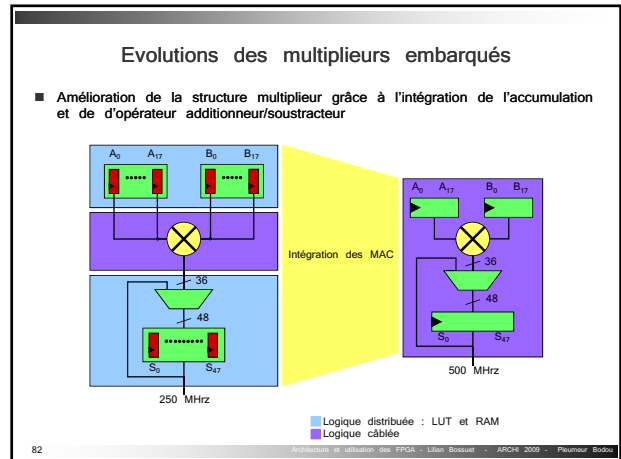 Evolutions des multiplieurs embarqués
Amélioration de la structure multiplieur grâce à l'intégration de l'accumulation
et de d'opérateur additionneur/soustracteur
A0 A17 B0 B17
36
48
S0 S47
250 MHrz
Intégration des MAC
A0 A17 B0 B17
36
48
S0 S47
500 MHrz
Logique distribuée : LUT et RAM
Logique câblée
82
Architecture et utilisation des FPGA - Lilian Bossuet - ARCHI 2009 - Pleumeur Bodou